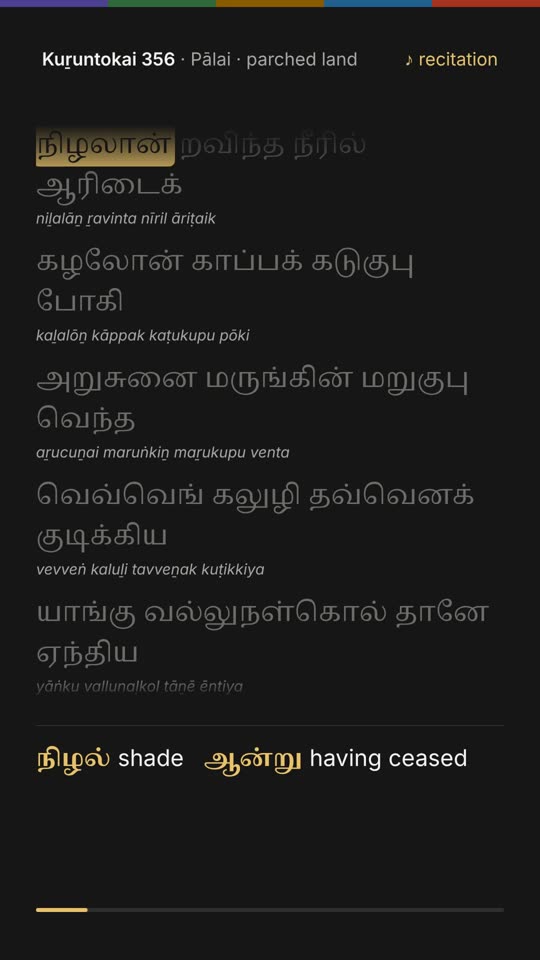 Kuṟuntokai 356 · Pālai · parched land ♪ recitation
நிழலான் றவிந்த நீரில்
ஆரிடைக்
niḻalāṉ ṟavinta nīril āriṭaik
கழலோன் காப்பக் கடுகுபு
போகி
kaḻalōṉ kāppak kaṭukupu pōki
அறுசுனை மருங்கின் மறுகுபு
வெந்த
aṟucuṉai maruṅkiṉ maṟukupu venta
வெவ்வெங் கலுழி தவ்வெனக்
குடிக்கிய
vevveṅ kaluḻi tavveṉak kuṭikkiya
யாங்கு வல்லுநள்கொல் தானே
ஏந்திய
yāṅku vallunaḷkol tāṉē ēntiya
நிழல் shade ஆன்று having ceased